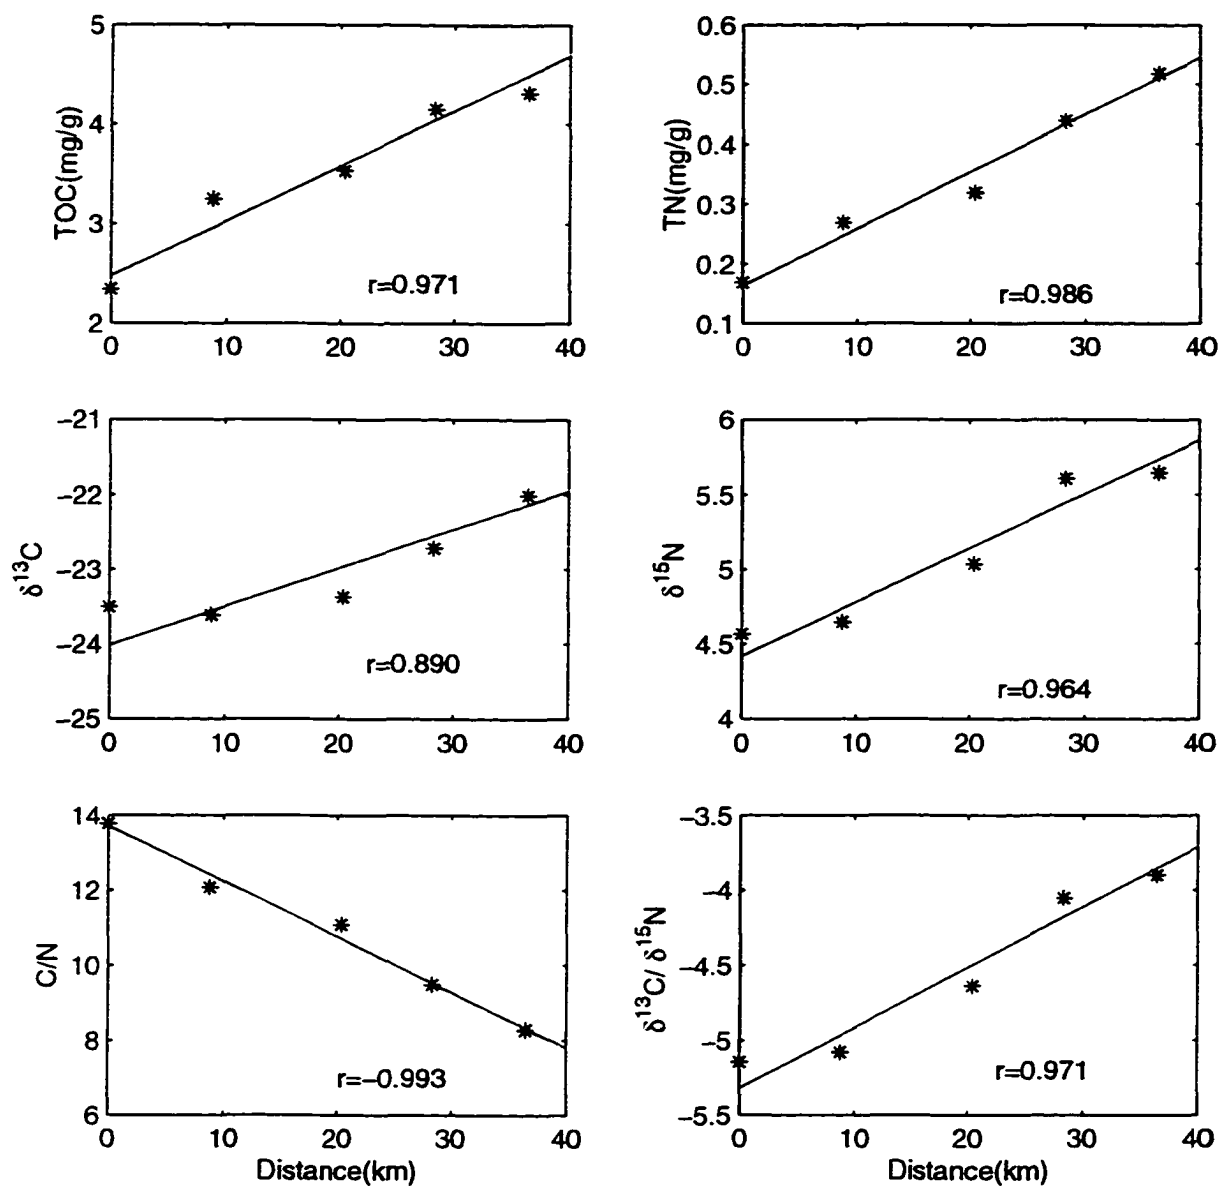 5
4
3
2
TOC(mg/g)
r=0.971
0 10 20 30 40
0.6
0.5
0.4
0.3
0.2
0.1
TN(mg/g)
r=0.986
0 10 20 30 40
−21
−22
−23
−24
−25
δ¹³C
r=0.890
0 10 20 30 40
6
5.5
5
4.5
4
δ¹⁵N
r=0.964
0 10 20 30 40
14
12
10
8
6
C/N
r=−0.993
0 10 20 30 40
Distance(km)
−3.5
−4
−4.5
−5
−5.5
δ¹³C/ δ¹⁵N
r=0.971
0 10 20 30 40
Distance(km)